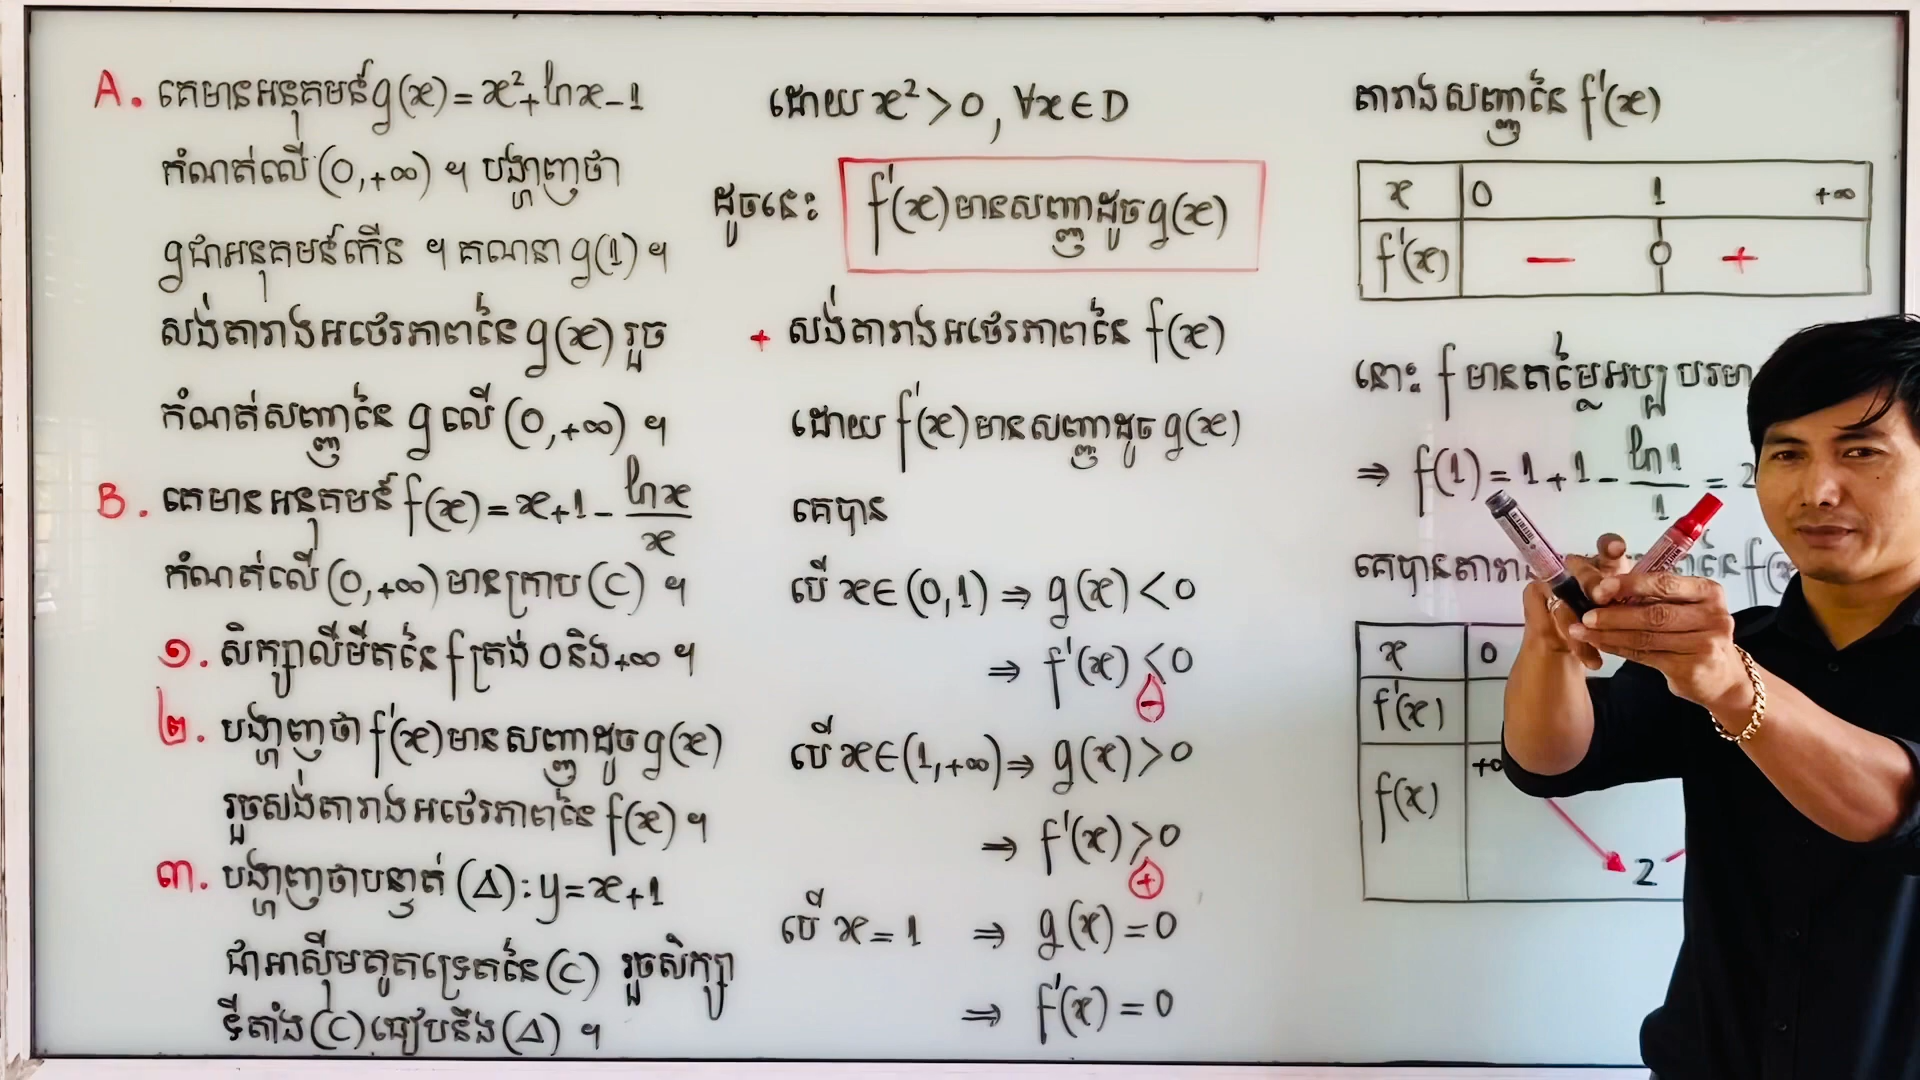 A. គេមានអនុគមន៍ g(x) = x² + lnx - 1
កំណត់លើ (0, +∞) ។ បង្ហាញថា
g ជាអនុគមន៍កើន ។ គណនា g(1) ។
សង់តារាងអថេរភាពនៃ g(x) រួច
កំណត់សញ្ញានៃ g លើ (0, +∞) ។
B. គេមានអនុគមន៍ f(x) = x + 1 - lnx / x
កំណត់លើ (0, +∞) មានក្រាប (C) ។
១. សិក្សាលីមីតនៃ f ត្រង់ 0 និង +∞ ។
២. បង្ហាញថា f'(x) មានសញ្ញាដូច g(x)
រួចសង់តារាងអថេរភាពនៃ f(x) ។
៣. បង្ហាញថាបន្ទាត់ (Δ): y = x + 1
ជាអាស៊ីមតូតទ្រេតនៃ (C) រួចសិក្សា
ទីតាំង (C) ធៀបនឹង (Δ) ។
ដោយ x² > 0, ∀x ∈ D
ដូចនេះ f'(x) មានសញ្ញាដូច g(x)
+ សង់តារាងអថេរភាពនៃ f(x)
ដោយ f'(x) មានសញ្ញាដូច g(x)
គេបាន
បើ x ∈ (0, 1) ⇒ g(x) < 0
⇒ f'(x) < 0
-
បើ x ∈ (1, +∞) ⇒ g(x) > 0
⇒ f'(x) > 0
+
បើ x = 1 ⇒ g(x) = 0
⇒ f'(x) = 0
តារាងសញ្ញានៃ f'(x)
x 0 1 +∞
f'(x) - 0 +
នោះ f មានតម្លៃអប្បបរមា
⇒ f(1) = 1 + 1 - ln1 / 1 = 2
គេបានតារាង
x 0
f'(x)
f(x) +∞ 2